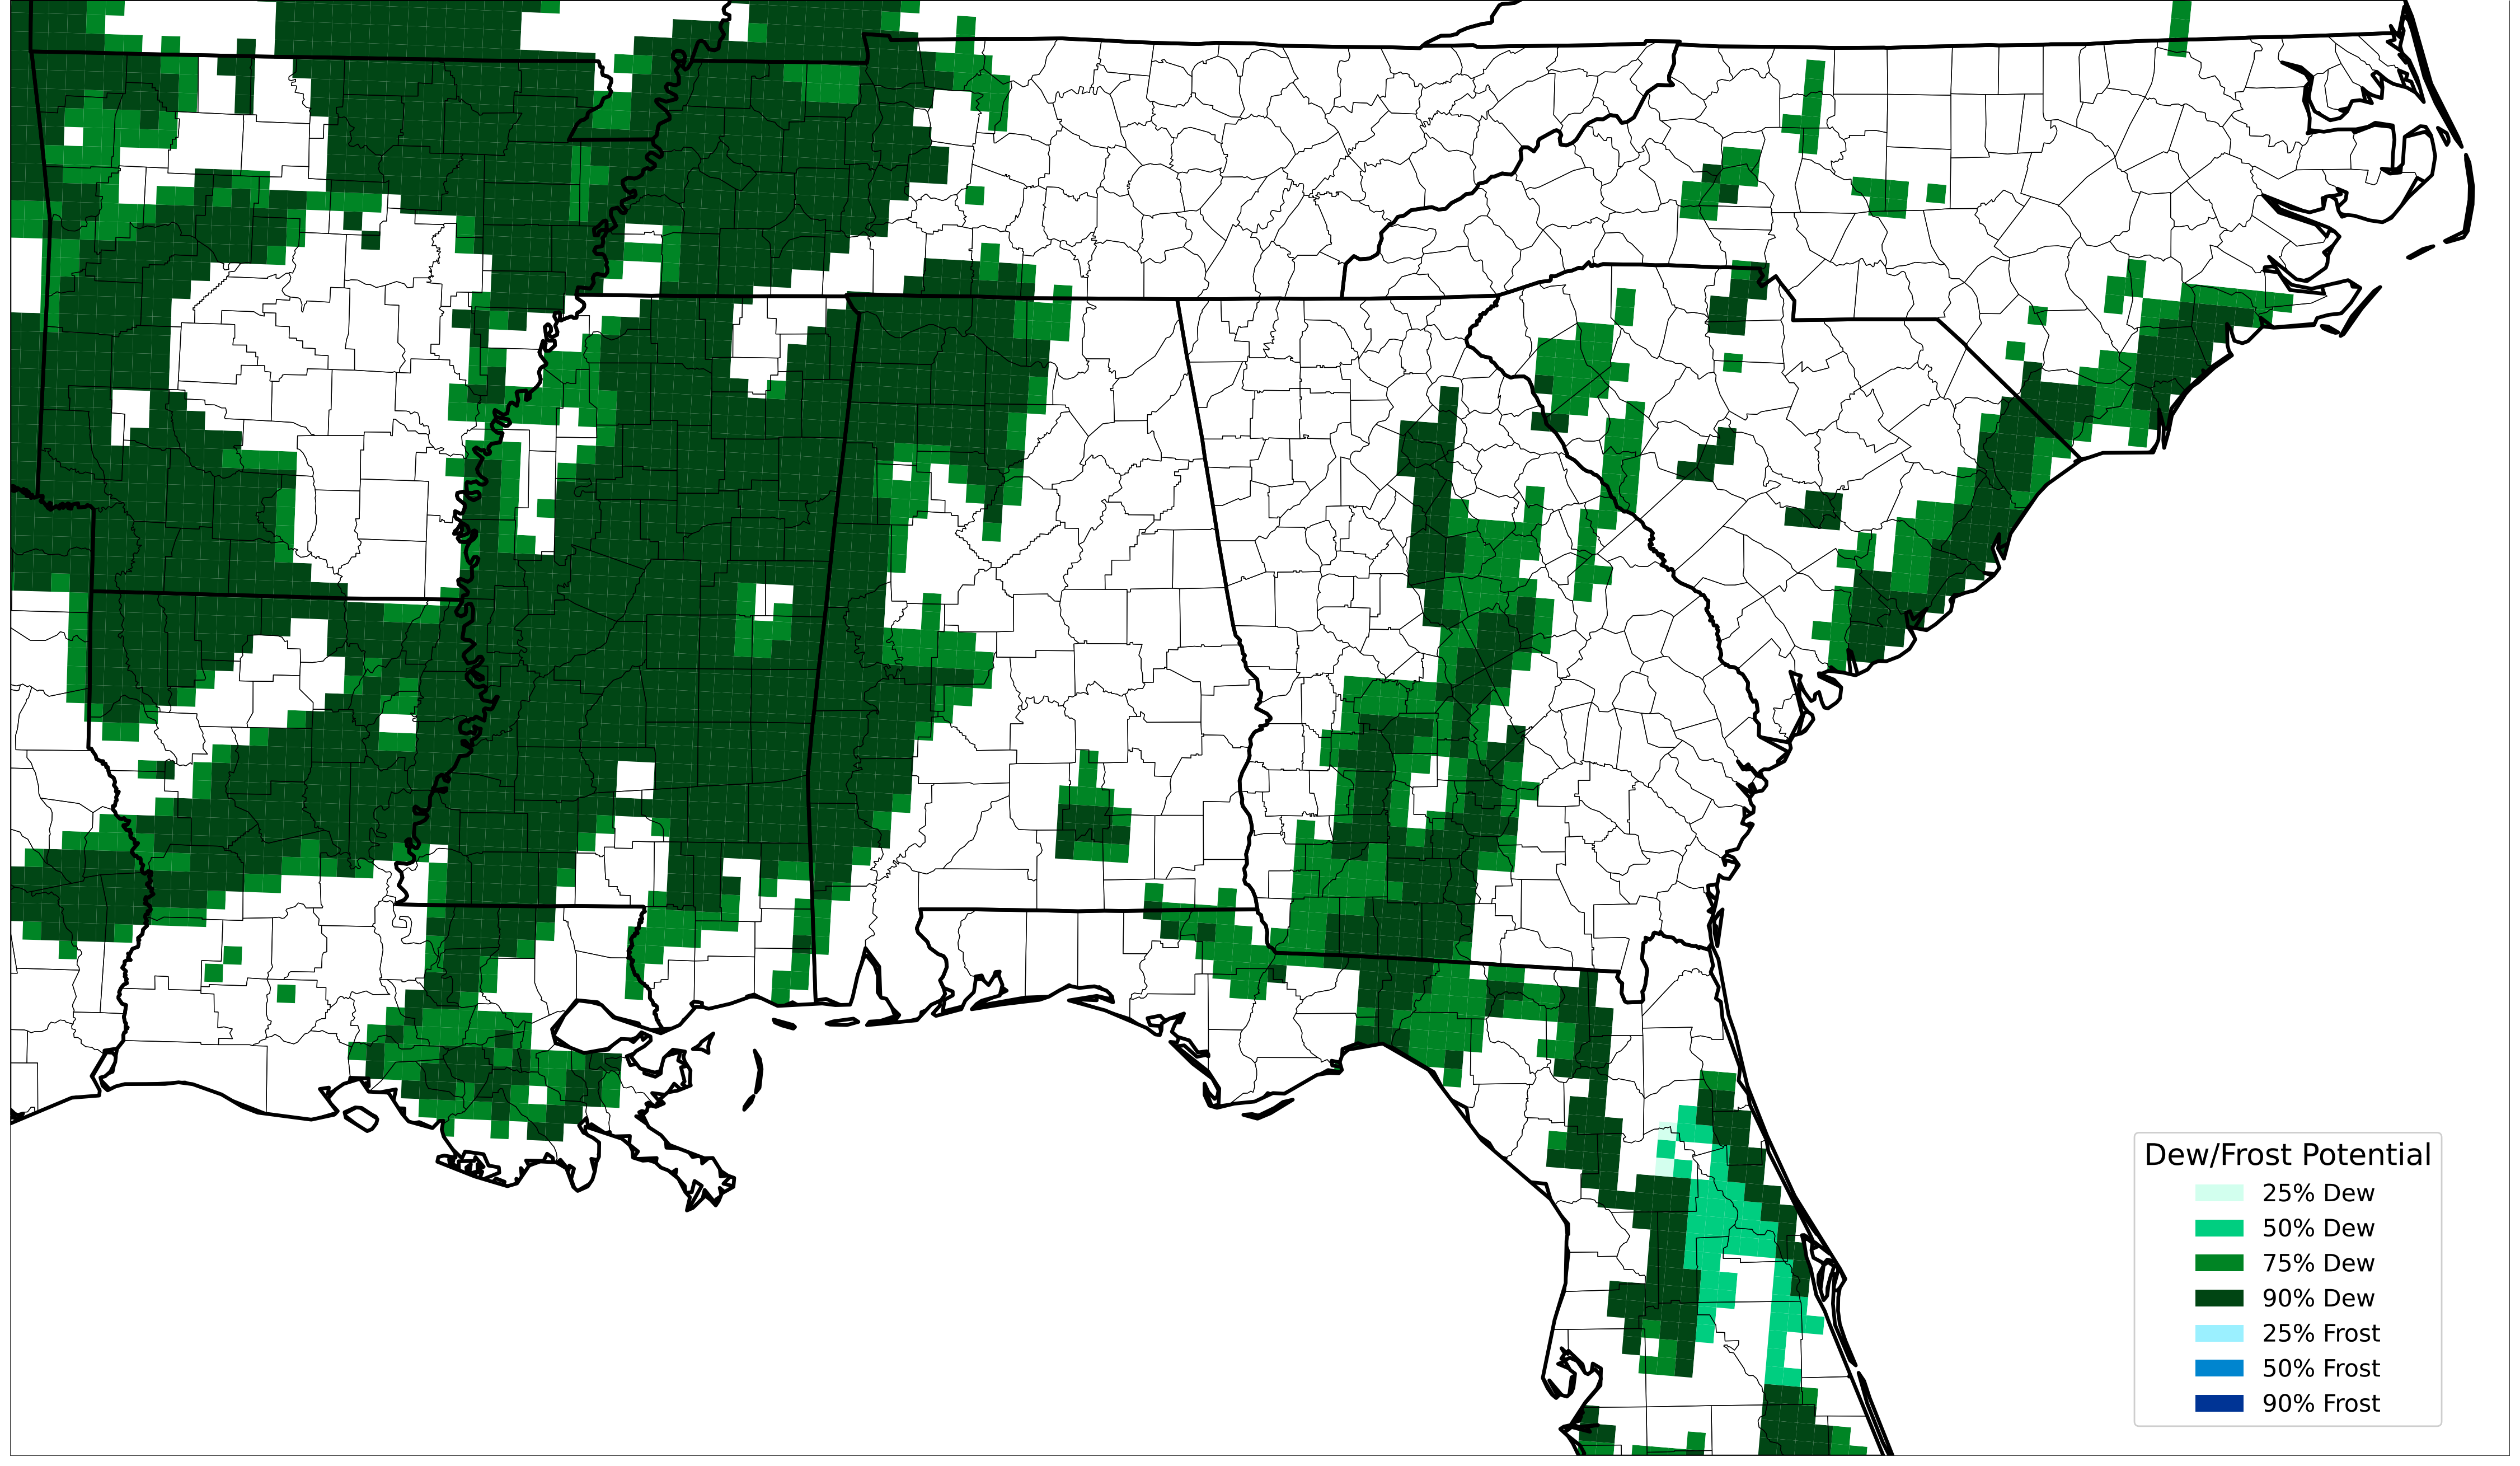 Dew/Frost Potential
25% Dew
50% Dew
75% Dew
90% Dew
25% Frost
50% Frost
90% Frost